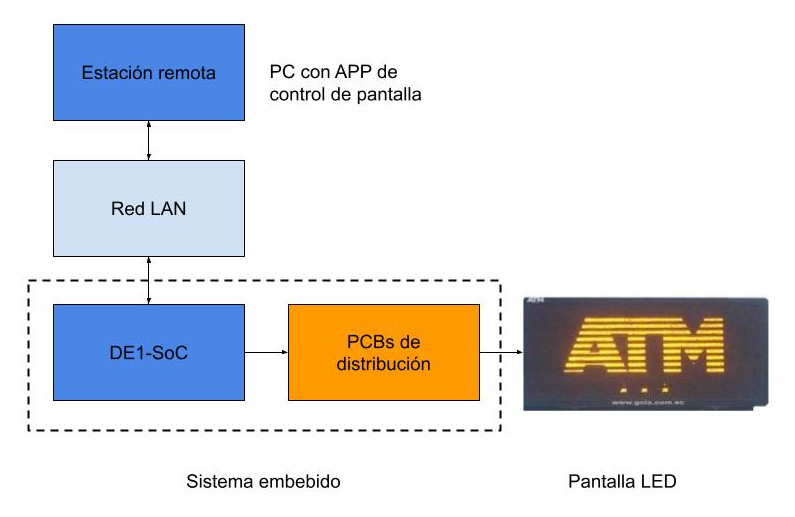 Estación remota
PC con APP de
control de pantalla
Red LAN
DE1-SoC
PCBs de
distribución
ATM
ATM
www.gola.com.ec
Sistema embebido
Pantalla LED